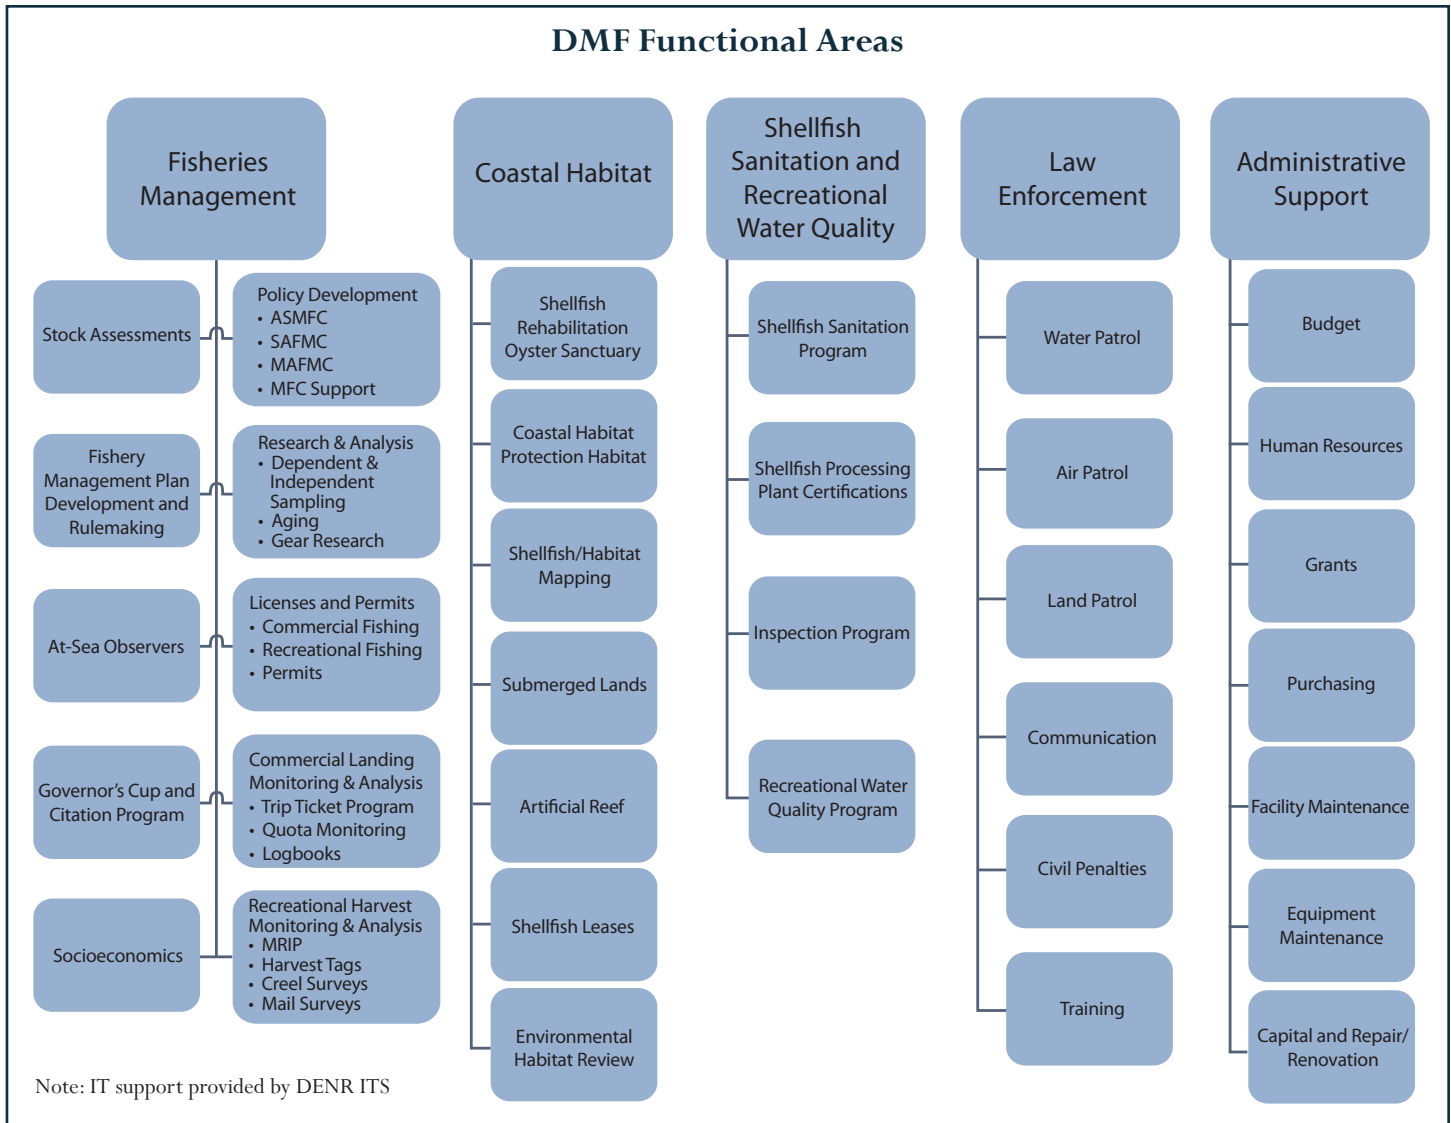 DMF Functional Areas
Fisheries
Management
Stock Assessments
Policy Development
• ASMFC
• SAFMC
• MAFMC
• MFC Support
Fishery
Management Plan
Development and
Rulemaking
Research & Analysis
• Dependent &
Independent
Sampling
• Aging
• Gear Research
At-Sea Observers
Licenses and Permits
• Commercial Fishing
• Recreational Fishing
• Permits
Governor's Cup and
Citation Program
Commercial Landing
Monitoring & Analysis
• Trip Ticket Program
• Quota Monitoring
• Logbooks
Socioeconomics
Recreational Harvest
Monitoring & Analysis
• MRIP
• Harvest Tags
• Creel Surveys
• Mail Surveys
Coastal Habitat
Shellfish
Rehabilitation
Oyster Sanctuary
Coastal Habitat
Protection Habitat
Shellfish/Habitat
Mapping
Submerged Lands
Artificial Reef
Shellfish Leases
Environmental
Habitat Review
Shellfish
Sanitation and
Recreational
Water Quality
Shellfish Sanitation
Program
Shellfish Processing
Plant Certifications
Inspection Program
Recreational Water
Quality Program
Law
Enforcement
Water Patrol
Air Patrol
Land Patrol
Communication
Civil Penalties
Training
Administrative
Support
Budget
Human Resources
Grants
Purchasing
Facility Maintenance
Equipment
Maintenance
Capital and Repair/
Renovation
Note: IT support provided by DENR ITS